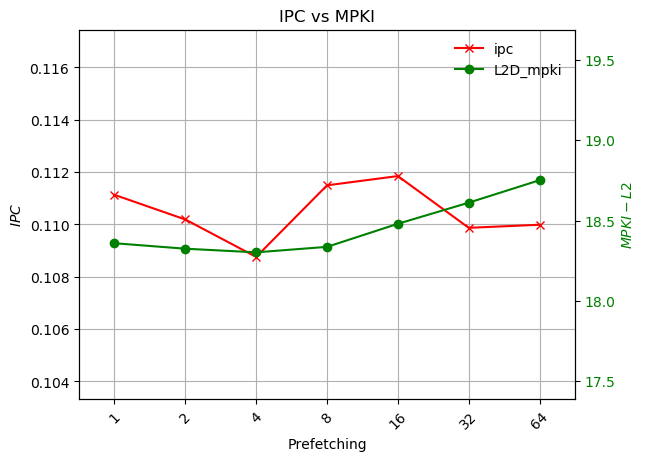 IPC vs MPKI
ipc
L2D_mpki
0.116
0.114
0.112
0.110
0.108
0.106
0.104
IPC
19.5
19.0
18.5
18.0
17.5
MPKI − L2
1 2 4 8 16 32 64
Prefetching